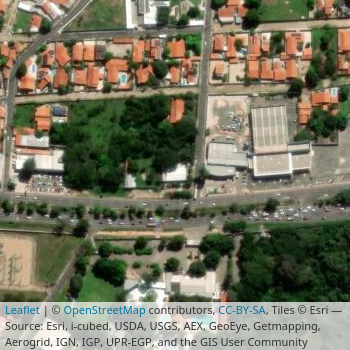 Leaflet | © OpenStreetMap contributors, CC-BY-SA, Tiles © Esri —
Source: Esri, i-cubed, USDA, USGS, AEX, GeoEye, Getmapping,
Aerogrid, IGN, IGP, UPR-EGP, and the GIS User Community